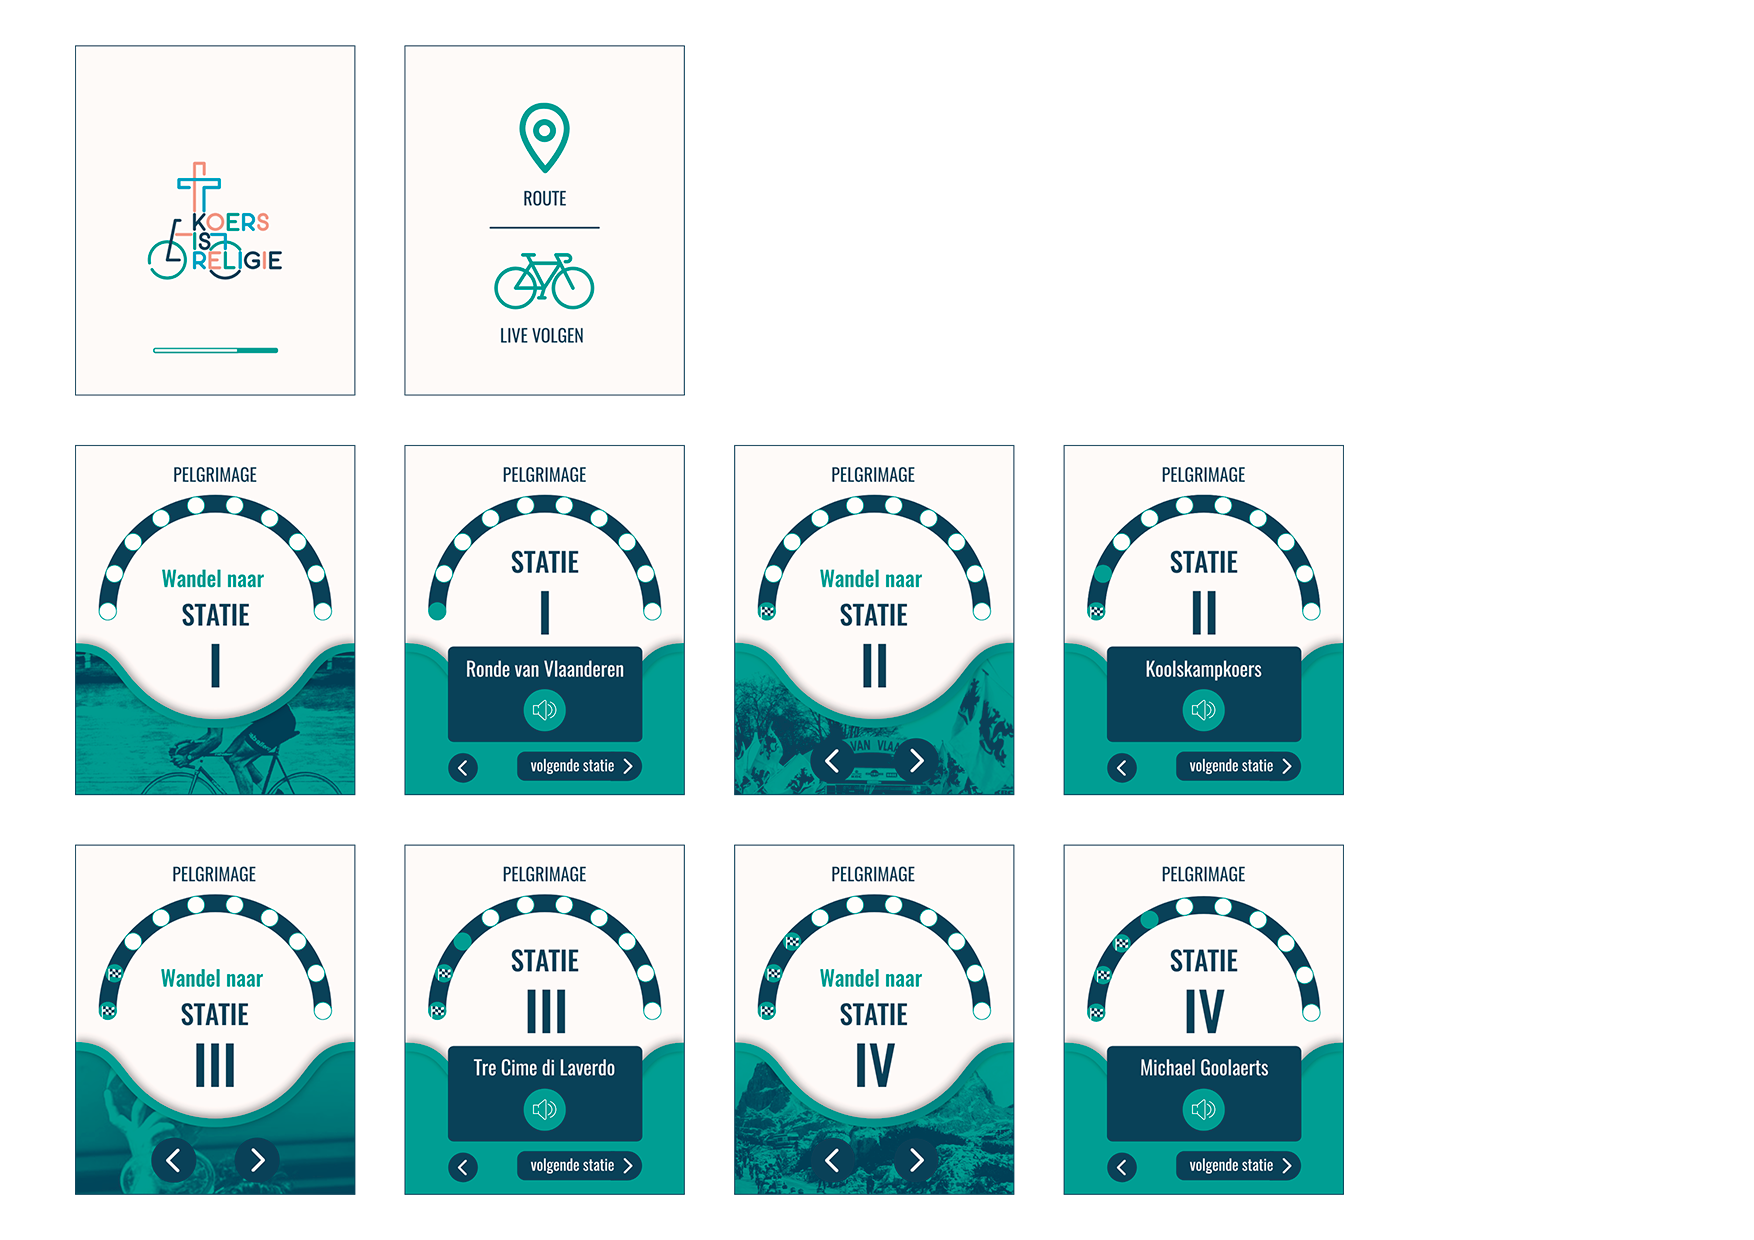 KOERS
IS
RELIGIE
ROUTE
LIVE VOLGEN
PELGRIMAGE
Wandel naar
STATIE
I
PELGRIMAGE
STATIE
I
Ronde van Vlaanderen
volgende statie
PELGRIMAGE
Wandel naar
STATIE
II
VAN VLAA
PELGRIMAGE
STATIE
II
Koolskampkoers
volgende statie
PELGRIMAGE
Wandel naar
STATIE
III
PELGRIMAGE
STATIE
III
Tre Cime di Laverdo
volgende statie
PELGRIMAGE
Wandel naar
STATIE
IV
PELGRIMAGE
STATIE
IV
Michael Goolaerts
volgende statie